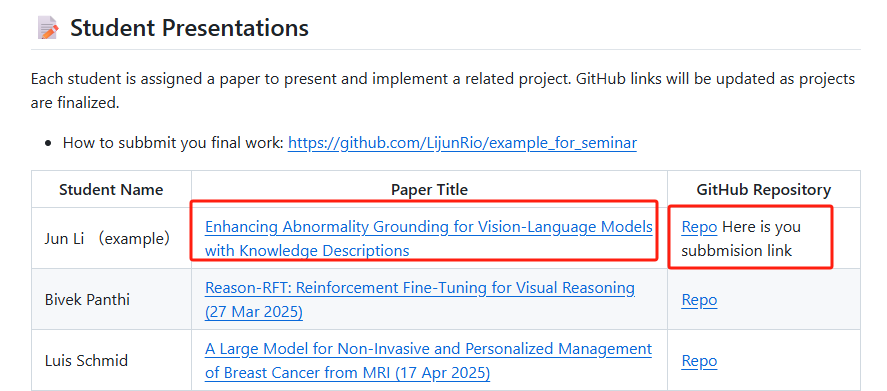 📝 Student Presentations
Each student is assigned a paper to present and implement a related project. GitHub links will be updated as projects
are finalized.
• How to subbmit you final work: https://github.com/LijunRio/example_for_seminar
Student Name Paper Title GitHub Repository
Jun Li （example） Enhancing Abnormality Grounding for Vision-Language Models
with Knowledge Descriptions Repo Here is you
subbmision link
Bivek Panthi Reason-RFT: Reinforcement Fine-Tuning for Visual Reasoning
(27 Mar 2025) Repo
Luis Schmid A Large Model for Non-Invasive and Personalized Management
of Breast Cancer from MRI (17 Apr 2025) Repo